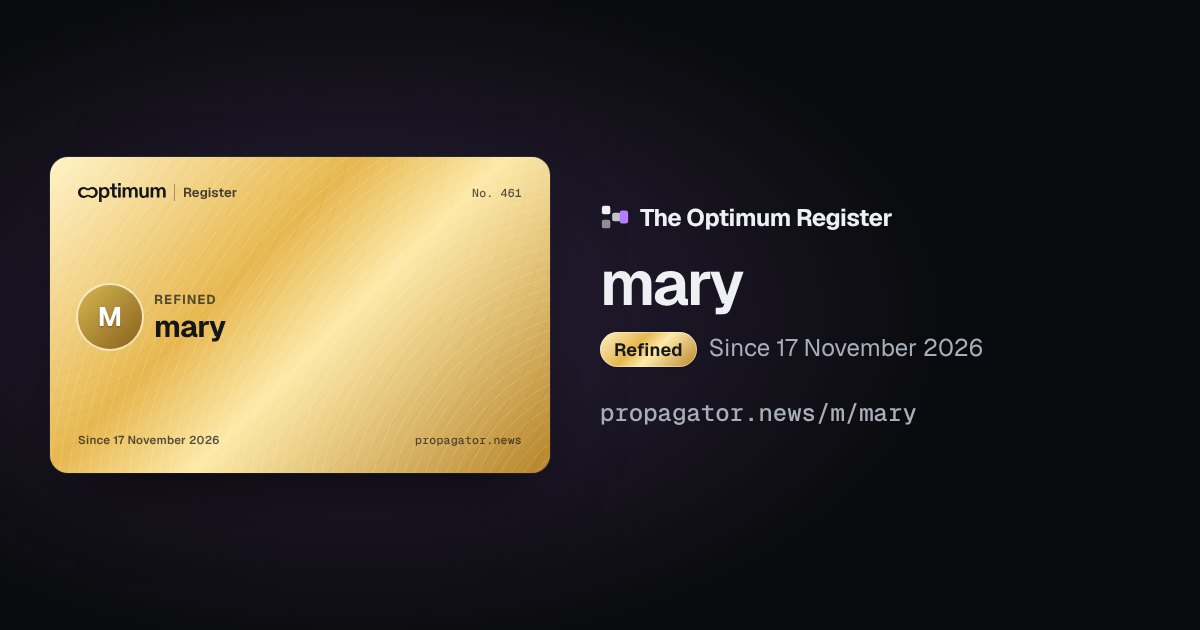 optimum | Register
No. 461
M
REFINED
mary
Since 17 November 2026
propagator.news
The Optimum Register
mary
Refined
Since 17 November 2026
propagator.news/m/mary